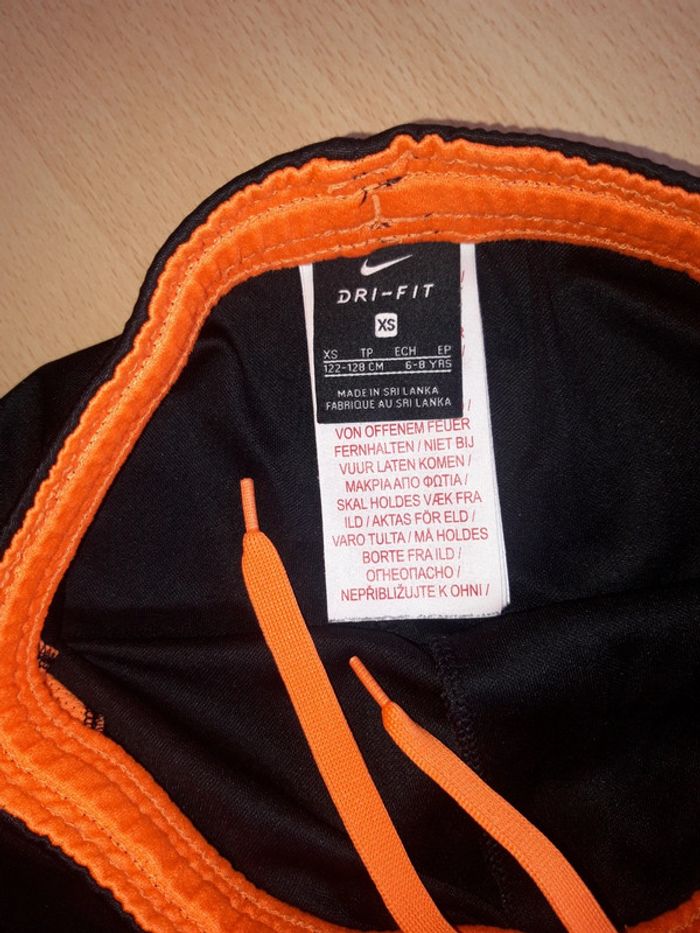 DRI-FIT
XS
XS TP ECH EP
122-128 CM 6-8 YRS
MADE IN SRI LANKA
FABRIQUE AU SRI LANKA
VON OFFENEM FEUER
FERNHALTEN / NIET BIJ
VUUR LATEN KOMEN /
ΜΑΚΡΙΑ ΑΠΟ ΦΩΤΙΑ /
SKAL HOLDES VÆK FRA
ILD / AKTAS FÖR ELD /
VARO TULTA / MÅ HOLDES
BORTE FRA ILD /
ОГНЕОПАСНО /
NEPŘIBLIŽUJTE K OHNI /